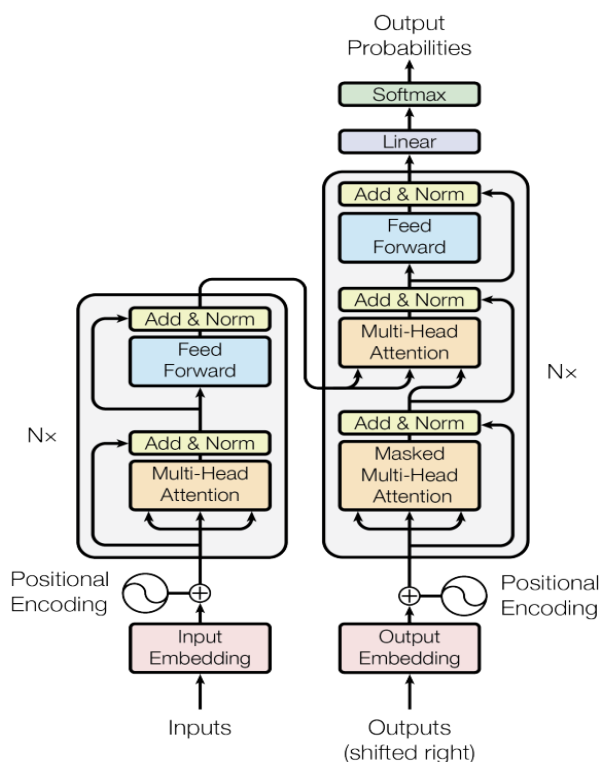 Output
Probabilities
Softmax
Linear
Add & Norm
Feed
Forward
Add & Norm
Multi-Head
Attention
Add & Norm
Masked
Multi-Head
Attention
Nx
Add & Norm
Feed
Forward
Add & Norm
Multi-Head
Attention
Nx
Positional
Encoding
Positional
Encoding
Input
Embedding
Output
Embedding
Inputs
Outputs
(shifted right)